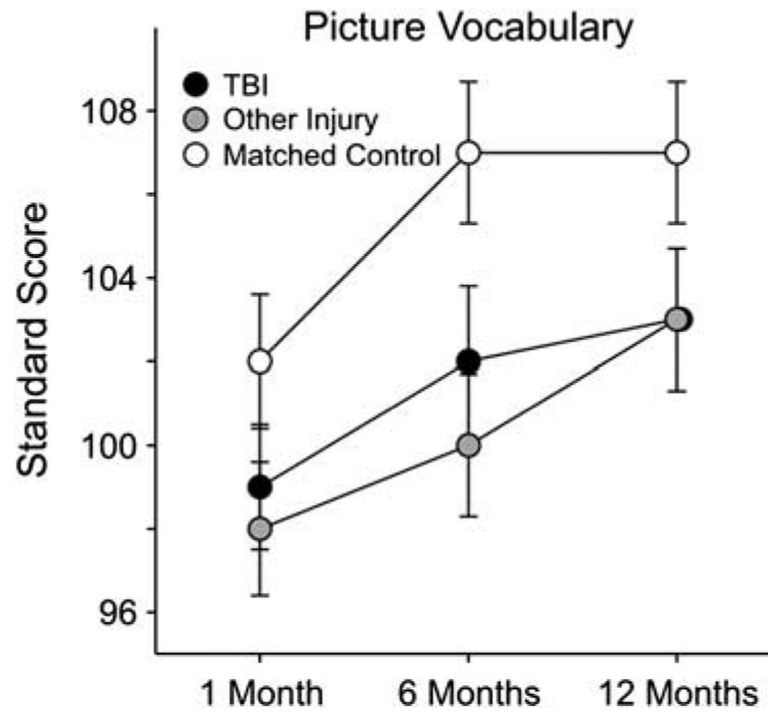 Picture Vocabulary
TBI
Other Injury
Matched Control
Standard Score
108
104
100
96
1 Month
6 Months
12 Months